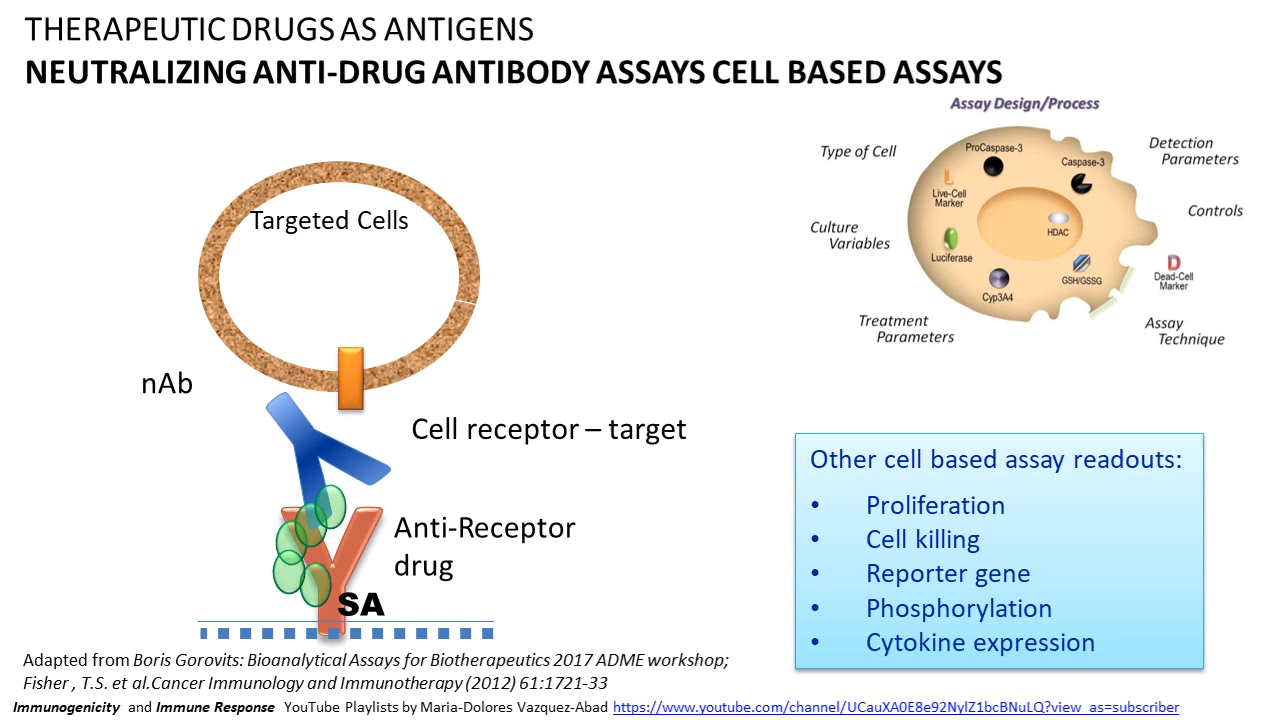 THERAPEUTIC DRUGS AS ANTIGENS
NEUTRALIZING ANTI-DRUG ANTIBODY ASSAYS CELL BASED ASSAYS
Assay Design/Process
Type of Cell
Detection
Parameters
ProCaspase-3
Caspase-3
Live-Cell
Marker
Controls
HDAC
Culture
Variables
Luciferase
Cyp3A4
GSH/GSSG
Dead-Cell
Marker
Treatment
Parameters
Assay
Technique
Targeted Cells
nAb
Cell receptor – target
Anti-Receptor
drug
SA
Other cell based assay readouts:
• Proliferation
• Cell killing
• Reporter gene
• Phosphorylation
• Cytokine expression
Adapted from Boris Gorovits: Bioanalytical Assays for Biotherapeutics 2017 ADME workshop;
Fisher , T.S. et al.Cancer Immunology and Immunotherapy (2012) 61:1721-33
Immunogenicity and Immune Response YouTube Playlists by Maria-Dolores Vazquez-Abad https://www.youtube.com/channel/UCauXA0E8e92NylZ1bcBNuLQ?view_as=subscriber